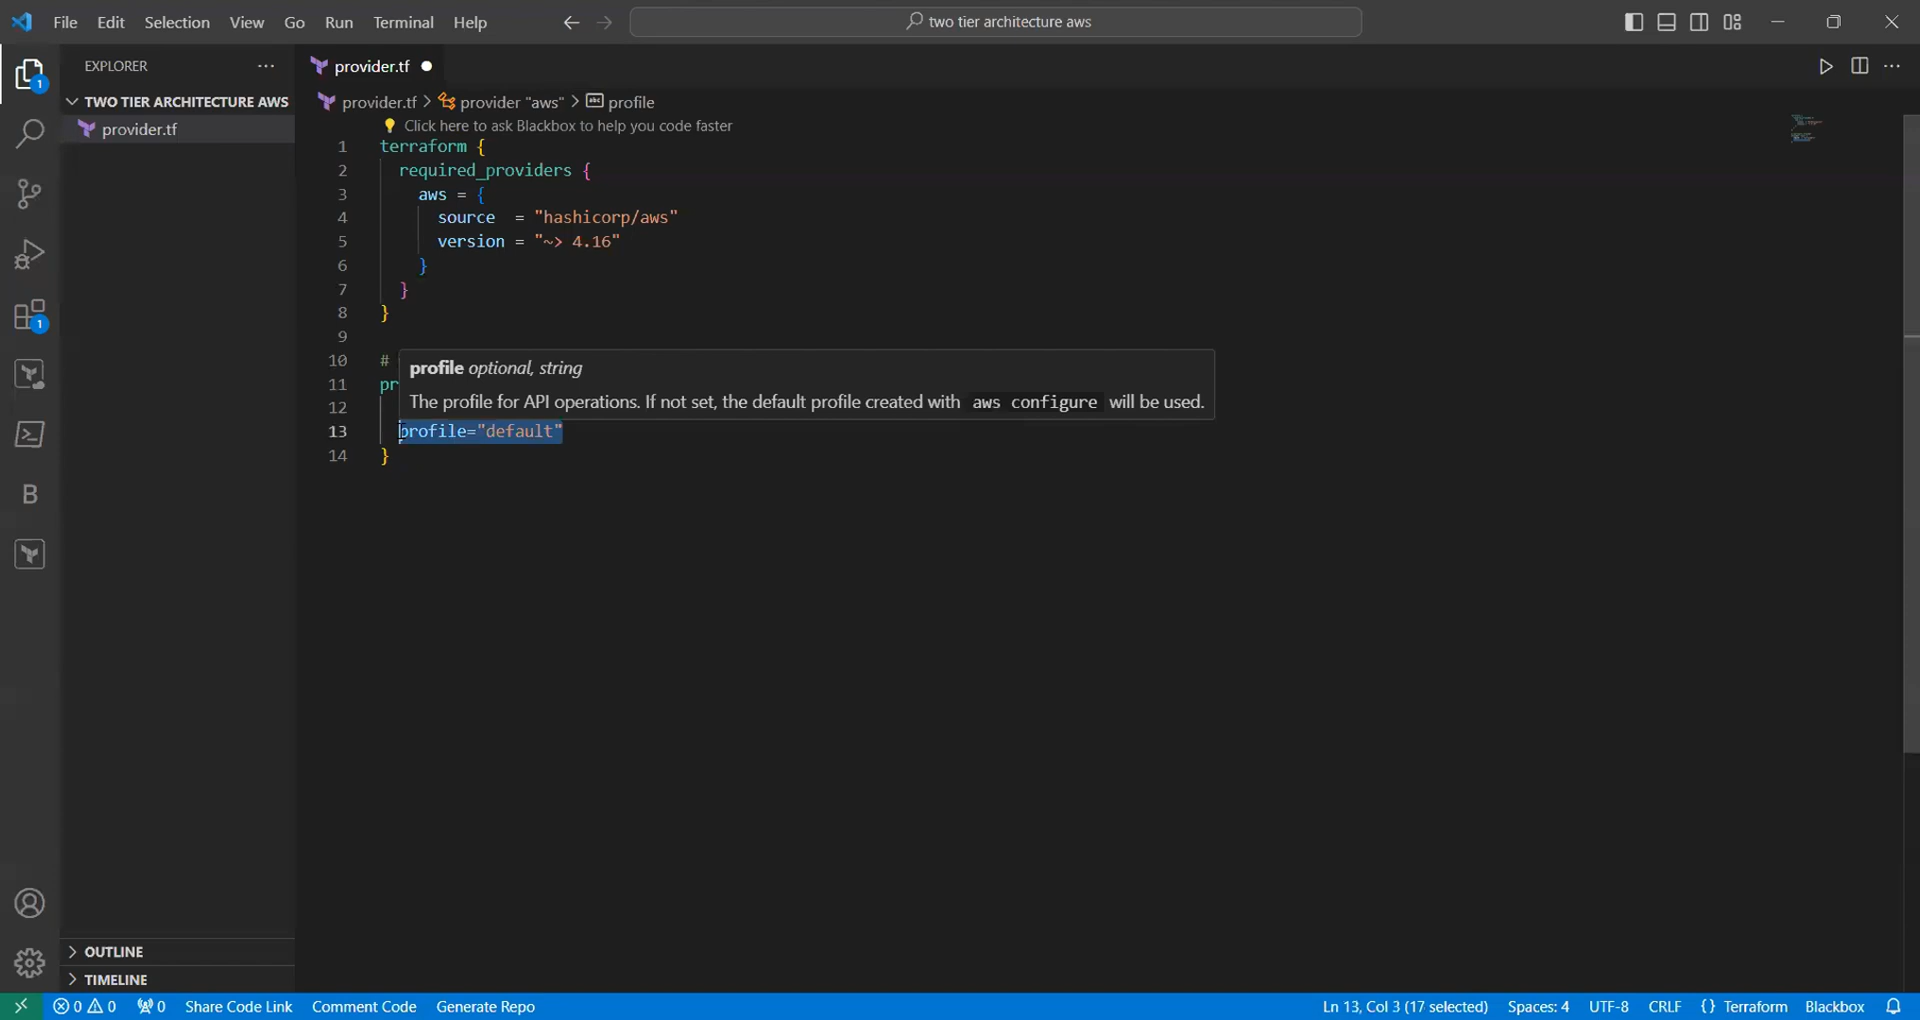 File Edit Selection View Go Run Terminal Help
two tier architecture aws
EXPLORER
provider.tf
1
TWO TIER ARCHITECTURE AWS
provider.tf
provider.tf > provider "aws" > profile
Click here to ask Blackbox to help you code faster
1 terraform {
2 required_providers {
3 aws = {
4 source = "hashicorp/aws"
5 version = "~> 4.16"
6 }
7 }
8 }
9
10 #
11 pr
12
13 profile="default"
14 }
profile optional, string
The profile for API operations. If not set, the default profile created with aws configure will be used.
1
B
OUTLINE
TIMELINE
0 0 0 Share Code Link Comment Code Generate Repo Ln 13, Col 3 (17 selected) Spaces: 4 UTF-8 CRLF {} Terraform Blackbox